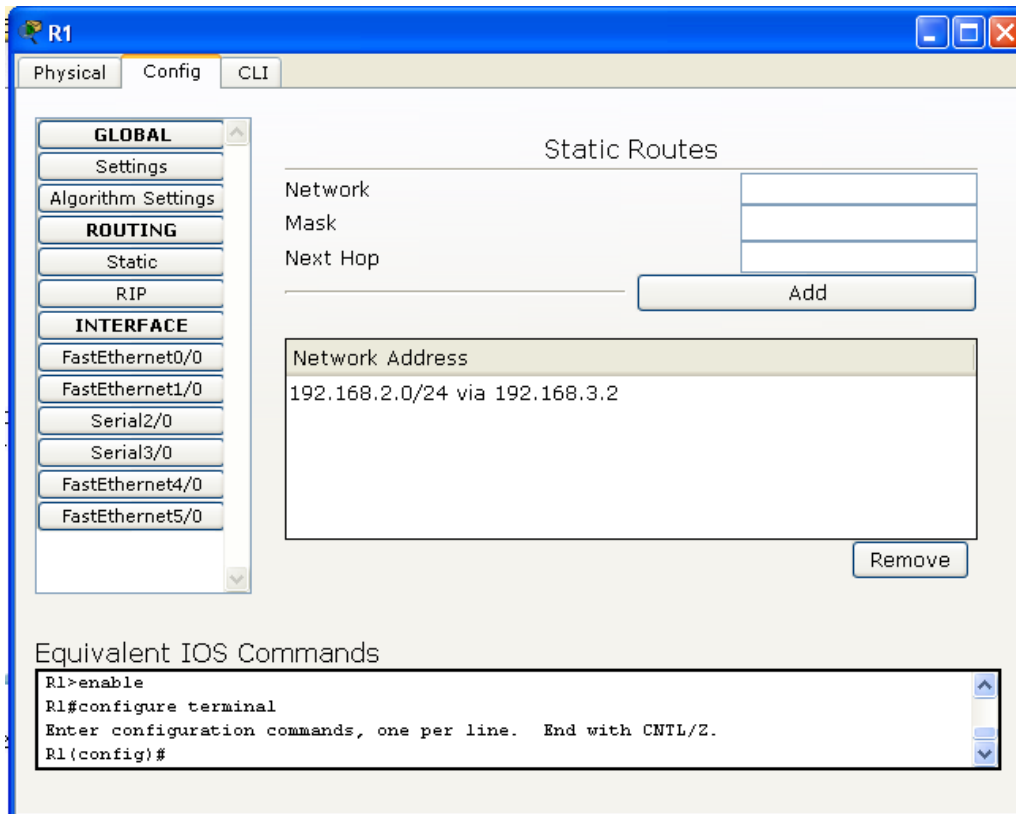 R1
Physical Config CLI
GLOBAL
Settings
Algorithm Settings
ROUTING
Static
RIP
INTERFACE
FastEthernet0/0
FastEthernet1/0
Serial2/0
Serial3/0
FastEthernet4/0
FastEthernet5/0
Static Routes
Network
Mask
Next Hop
Add
Network Address
192.168.2.0/24 via 192.168.3.2
Remove
Equivalent IOS Commands
R1>enable
R1#configure terminal
Enter configuration commands, one per line.  End with CNTL/Z.
R1(config)#